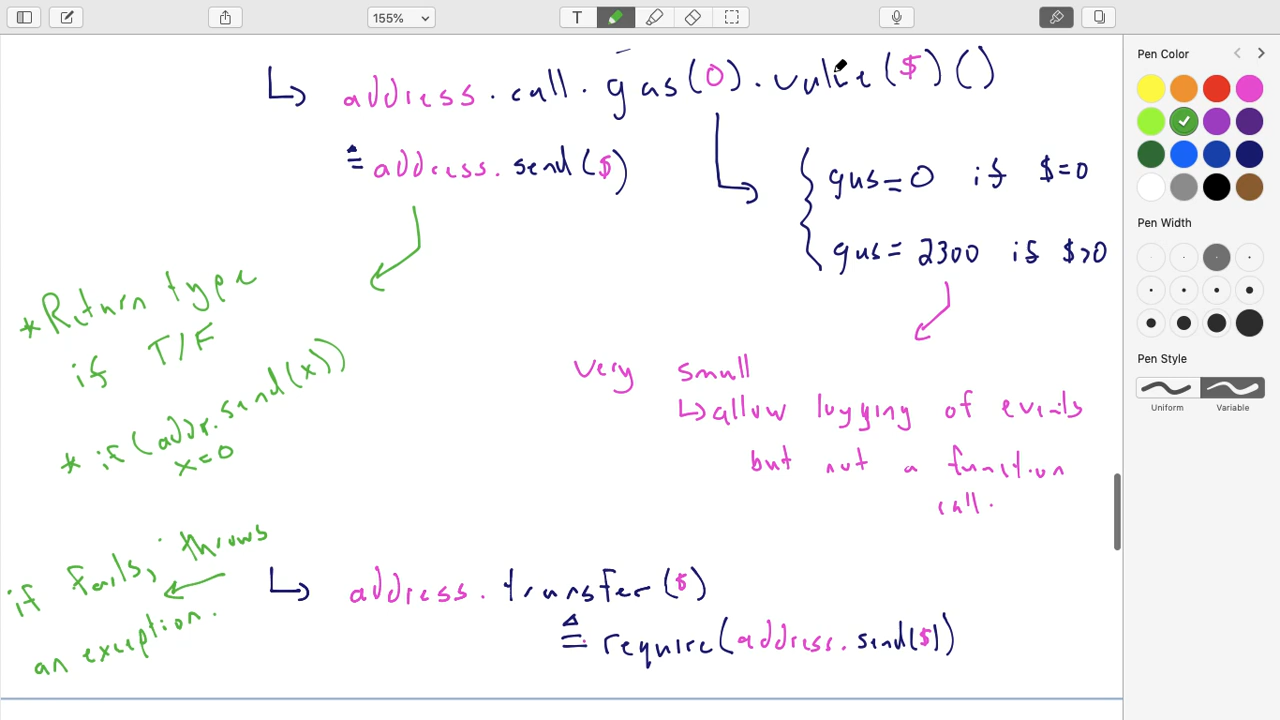 155%
T
Pen Color
↳ address.call.gas(0).value($)()
≜ address.send($)
↳ { gas=0 if $=0
gas=2300 if $>0
* Return type
if T/F
* if (addr.send(x))
x=0
very small
↳ allow logging of events
but not a function
call.
if fails, throws
an exception.
↳ address.transfer($)
≜ require(address.send($))
Pen Width
Pen Style
Uniform Variable